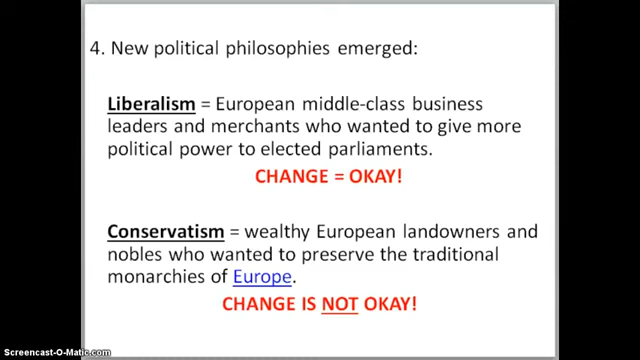 4. New political philosophies emerged:
Liberalism = European middle-class business
leaders and merchants who wanted to give more
political power to elected parliaments.
CHANGE = OKAY!
Conservatism = wealthy European landowners and
nobles who wanted to preserve the traditional
monarchies of Europe.
CHANGE IS NOT OKAY!
Screencast-O-Matic.com